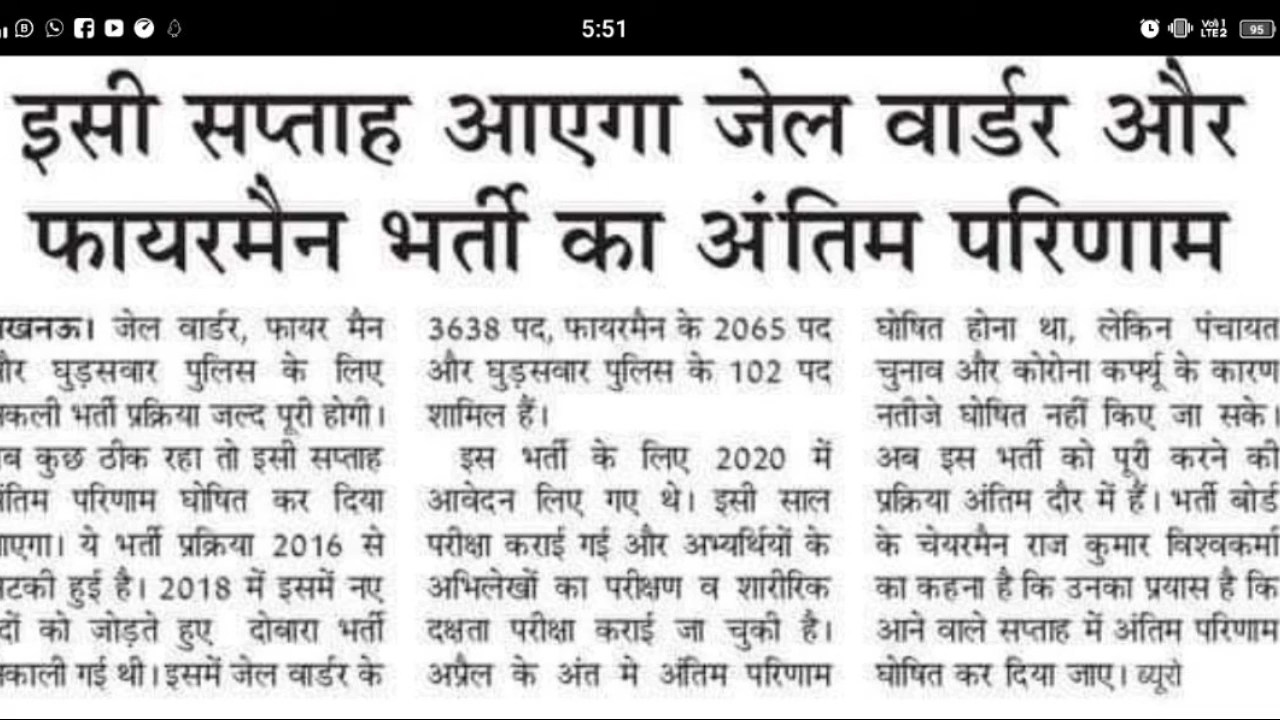 5:51
Vo)) 1
LTE2
95
इसी सप्ताह आएगा जेल वार्डर और
फायरमैन भर्ती का अंतिम परिणाम
खनऊ। जेल वार्डर, फायर मैन
ौर घुड़सवार पुलिस के लिए
कली भर्ती प्रक्रिया जल्द पूरी होगी।
ब कुछ ठीक रहा तो इसी सप्ताह
ंतिम परिणाम घोषित कर दिया
ाएगा। ये भर्ती प्रक्रिया 2016 से
टकी हुई है। 2018 में इसमें नए
दों को जोड़ते हुए दोबारा भर्ती
काली गई थी। इसमें जेल वार्डर के
3638 पद, फायरमैन के 2065 पद
और घुड़सवार पुलिस के 102 पद
शामिल हैं।
इस भर्ती के लिए 2020 में
आवेदन लिए गए थे। इसी साल
परीक्षा कराई गई और अभ्यर्थियों के
अभिलेखों का परीक्षण व शारीरिक
दक्षता परीक्षा कराई जा चुकी है।
अप्रैल के अंत मे अंतिम परिणाम
घोषित होना था, लेकिन पंचायत
चुनाव और कोरोना कर्फ्यू के कारण
नतीजे घोषित नहीं किए जा सके।
अब इस भर्ती को पूरी करने की
प्रक्रिया अंतिम दौर में हैं। भर्ती बोर्ड
के चेयरमैन राज कुमार विश्वकर्मा
का कहना है कि उनका प्रयास है कि
आने वाले सप्ताह में अंतिम परिणाम
घोषित कर दिया जाए। ब्यूरो